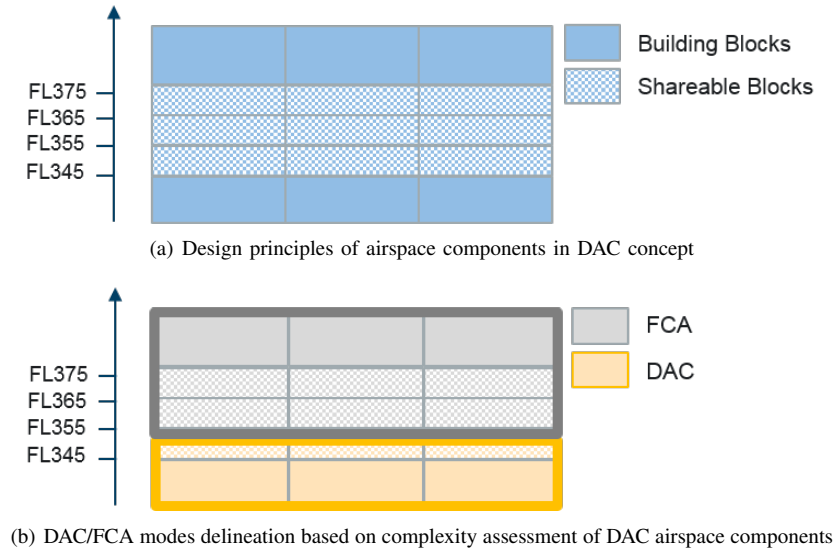 Building Blocks
Shareable Blocks
FL375
FL365
FL355
FL345
(a) Design principles of airspace components in DAC concept
FCA
DAC
FL375
FL365
FL355
FL345
(b) DAC/FCA modes delineation based on complexity assessment of DAC airspace components